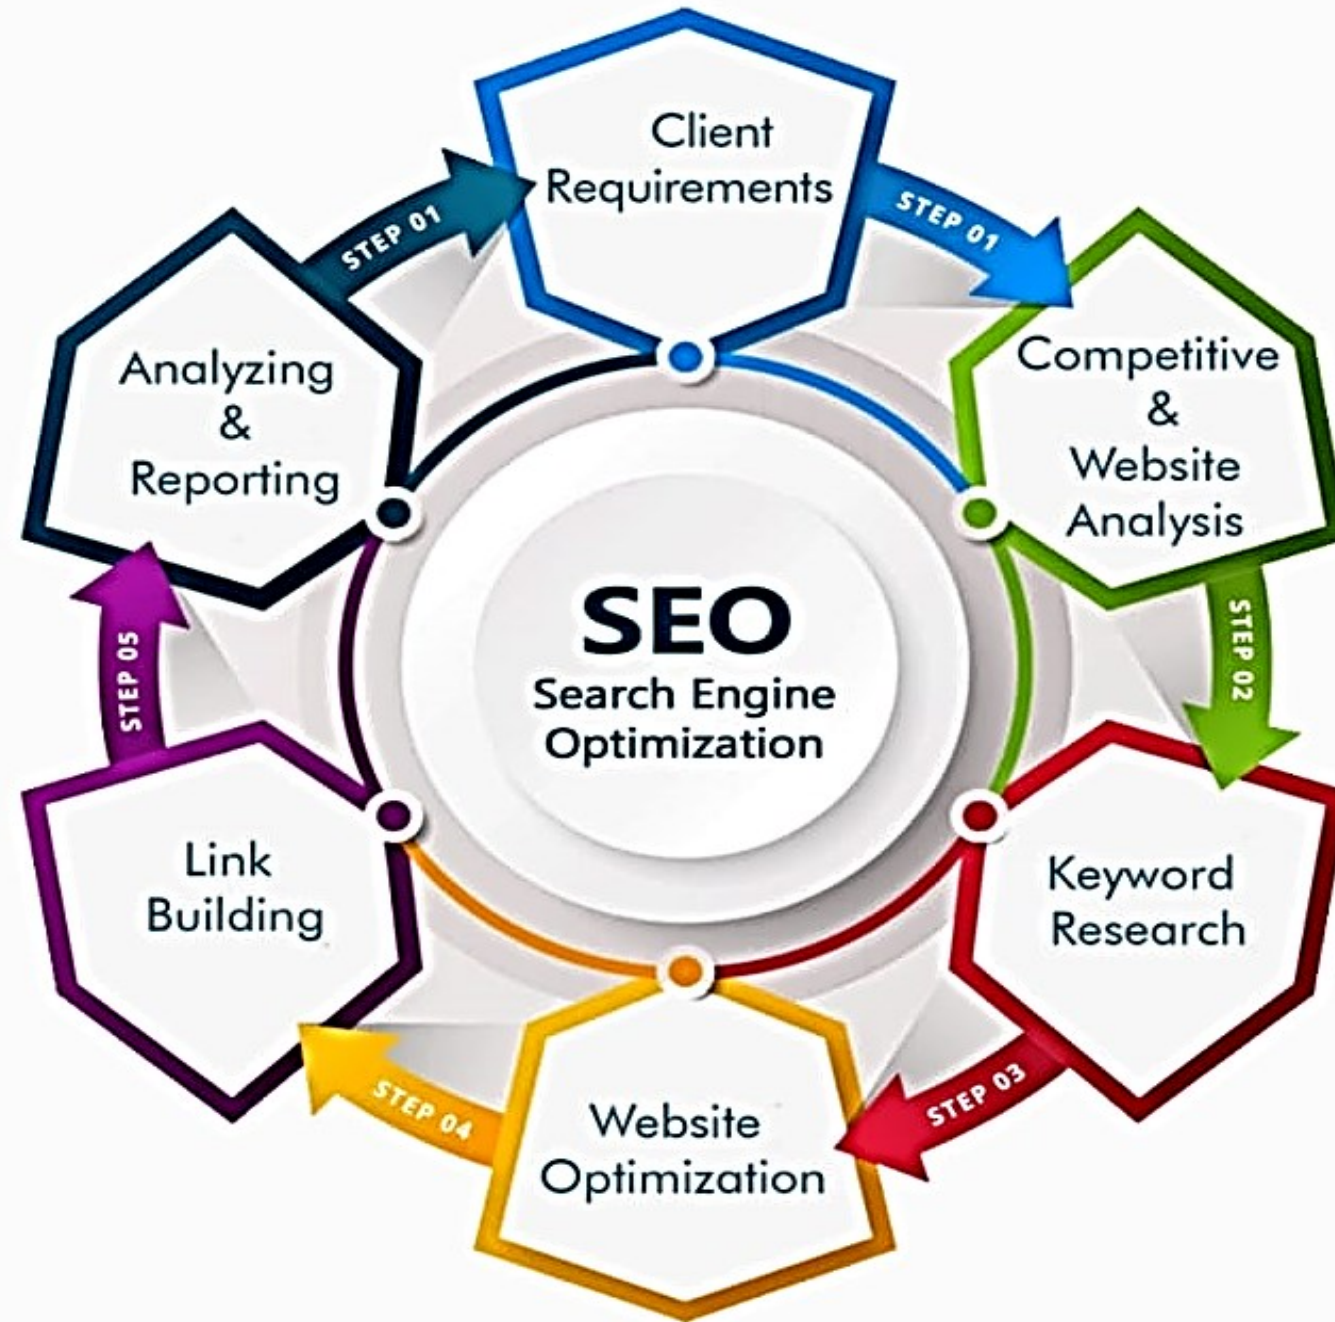 Client
Requirements
STEP 01
Competitive
&
Website
Analysis
STEP 02
Keyword
Research
STEP 03
Website
Optimization
STEP 04
Link
Building
STEP 05
Analyzing
&
Reporting
STEP 01
SEO
Search Engine
Optimization